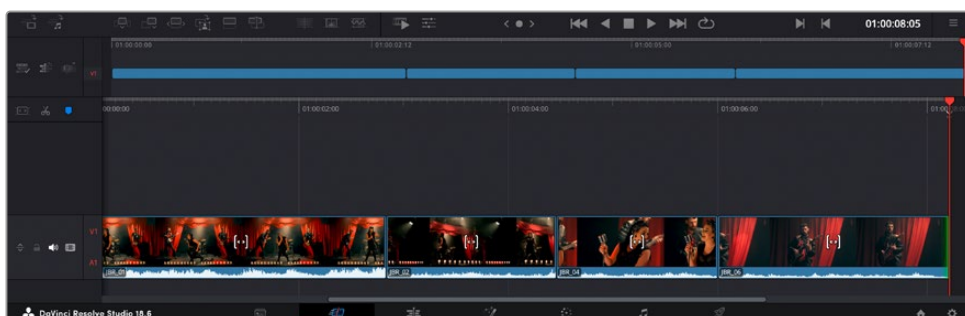 01:00:08:05
01:00:00:00 01:00:02:12 01:00:05:00 01:00:07:12
V1
00:00:00 01:00:02:00 01:00:04:00 01:00:06:00 01:00
V1
A1
JBR_01 JBR_02 JBR_04 JBR_06
DaVinci Resolve Studio 18.6